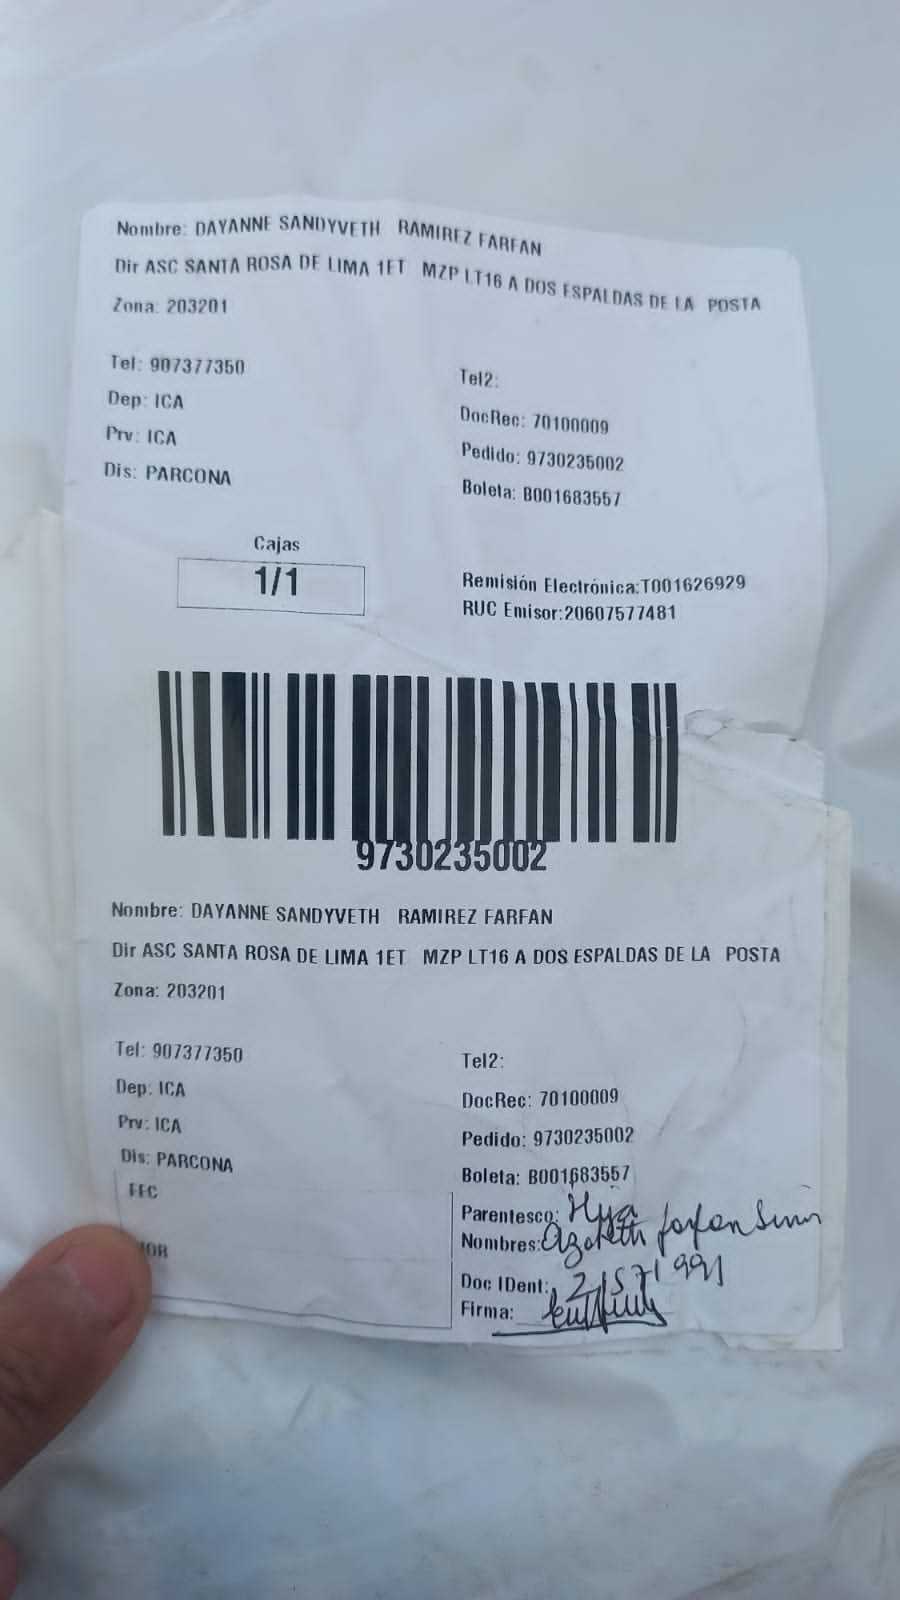 Nombre: DAYANNE SANDYVETH RAMIREZ FARFAN
Dir ASC SANTA ROSA DE LIMA 1ET MZP LT16 A DOS ESPALDAS DE LA POSTA
Zona: 203201
Tel: 907377350
Tel2:
Dep: ICA
DocRec: 70100009
Prv: ICA
Pedido: 9730235002
Dis: PARCONA
Boleta: B001683557
Cajas
1/1
Remisión Electrónica:T001626929
RUC Emisor:20607577481
9730235002
Nombre: DAYANNE SANDYVETH RAMIREZ FARFAN
Dir ASC SANTA ROSA DE LIMA 1ET MZP LT16 A DOS ESPALDAS DE LA POSTA
Zona: 203201
Tel: 907377350
Tel2:
Dep: ICA
DocRec: 70100009
Prv: ICA
Pedido: 9730235002
Dis: PARCONA
Boleta: B001683557
Parentesco: Hija
Nombres: farfan
Doc IDent:
Firma: